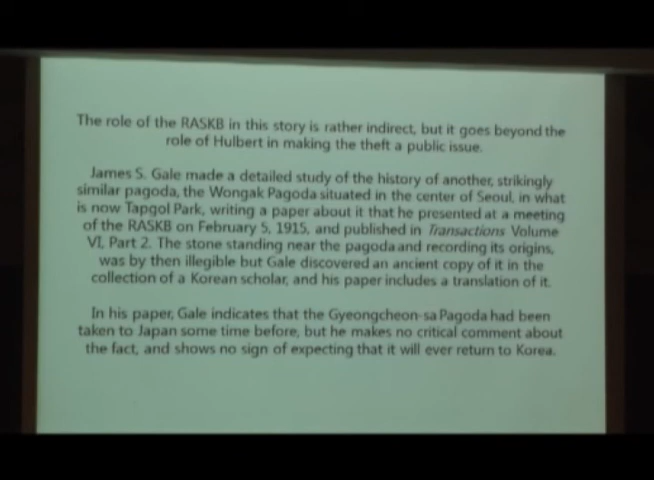 The role of the RASKB in this story is rather indirect, but it goes beyond the
role of Hulbert in making the theft a public issue.
James S. Gale made a detailed study of the history of another, strikingly
similar pagoda, the Wongak Pagoda situated in the center of Seoul, in what
is now Tapgol Park, writing a paper about it that he presented at a meeting
of the RASKB on February 5, 1915, and published in Transactions Volume
VI, Part 2. The stone standing near the pagoda and recording its origins,
was by then illegible but Gale discovered an ancient copy of it in the
collection of a Korean scholar, and his paper includes a translation of it.
In his paper, Gale indicates that the Gyeongcheon-sa Pagoda had been
taken to Japan some time before, but he makes no critical comment about
the fact, and shows no sign of expecting that it will ever return to Korea.